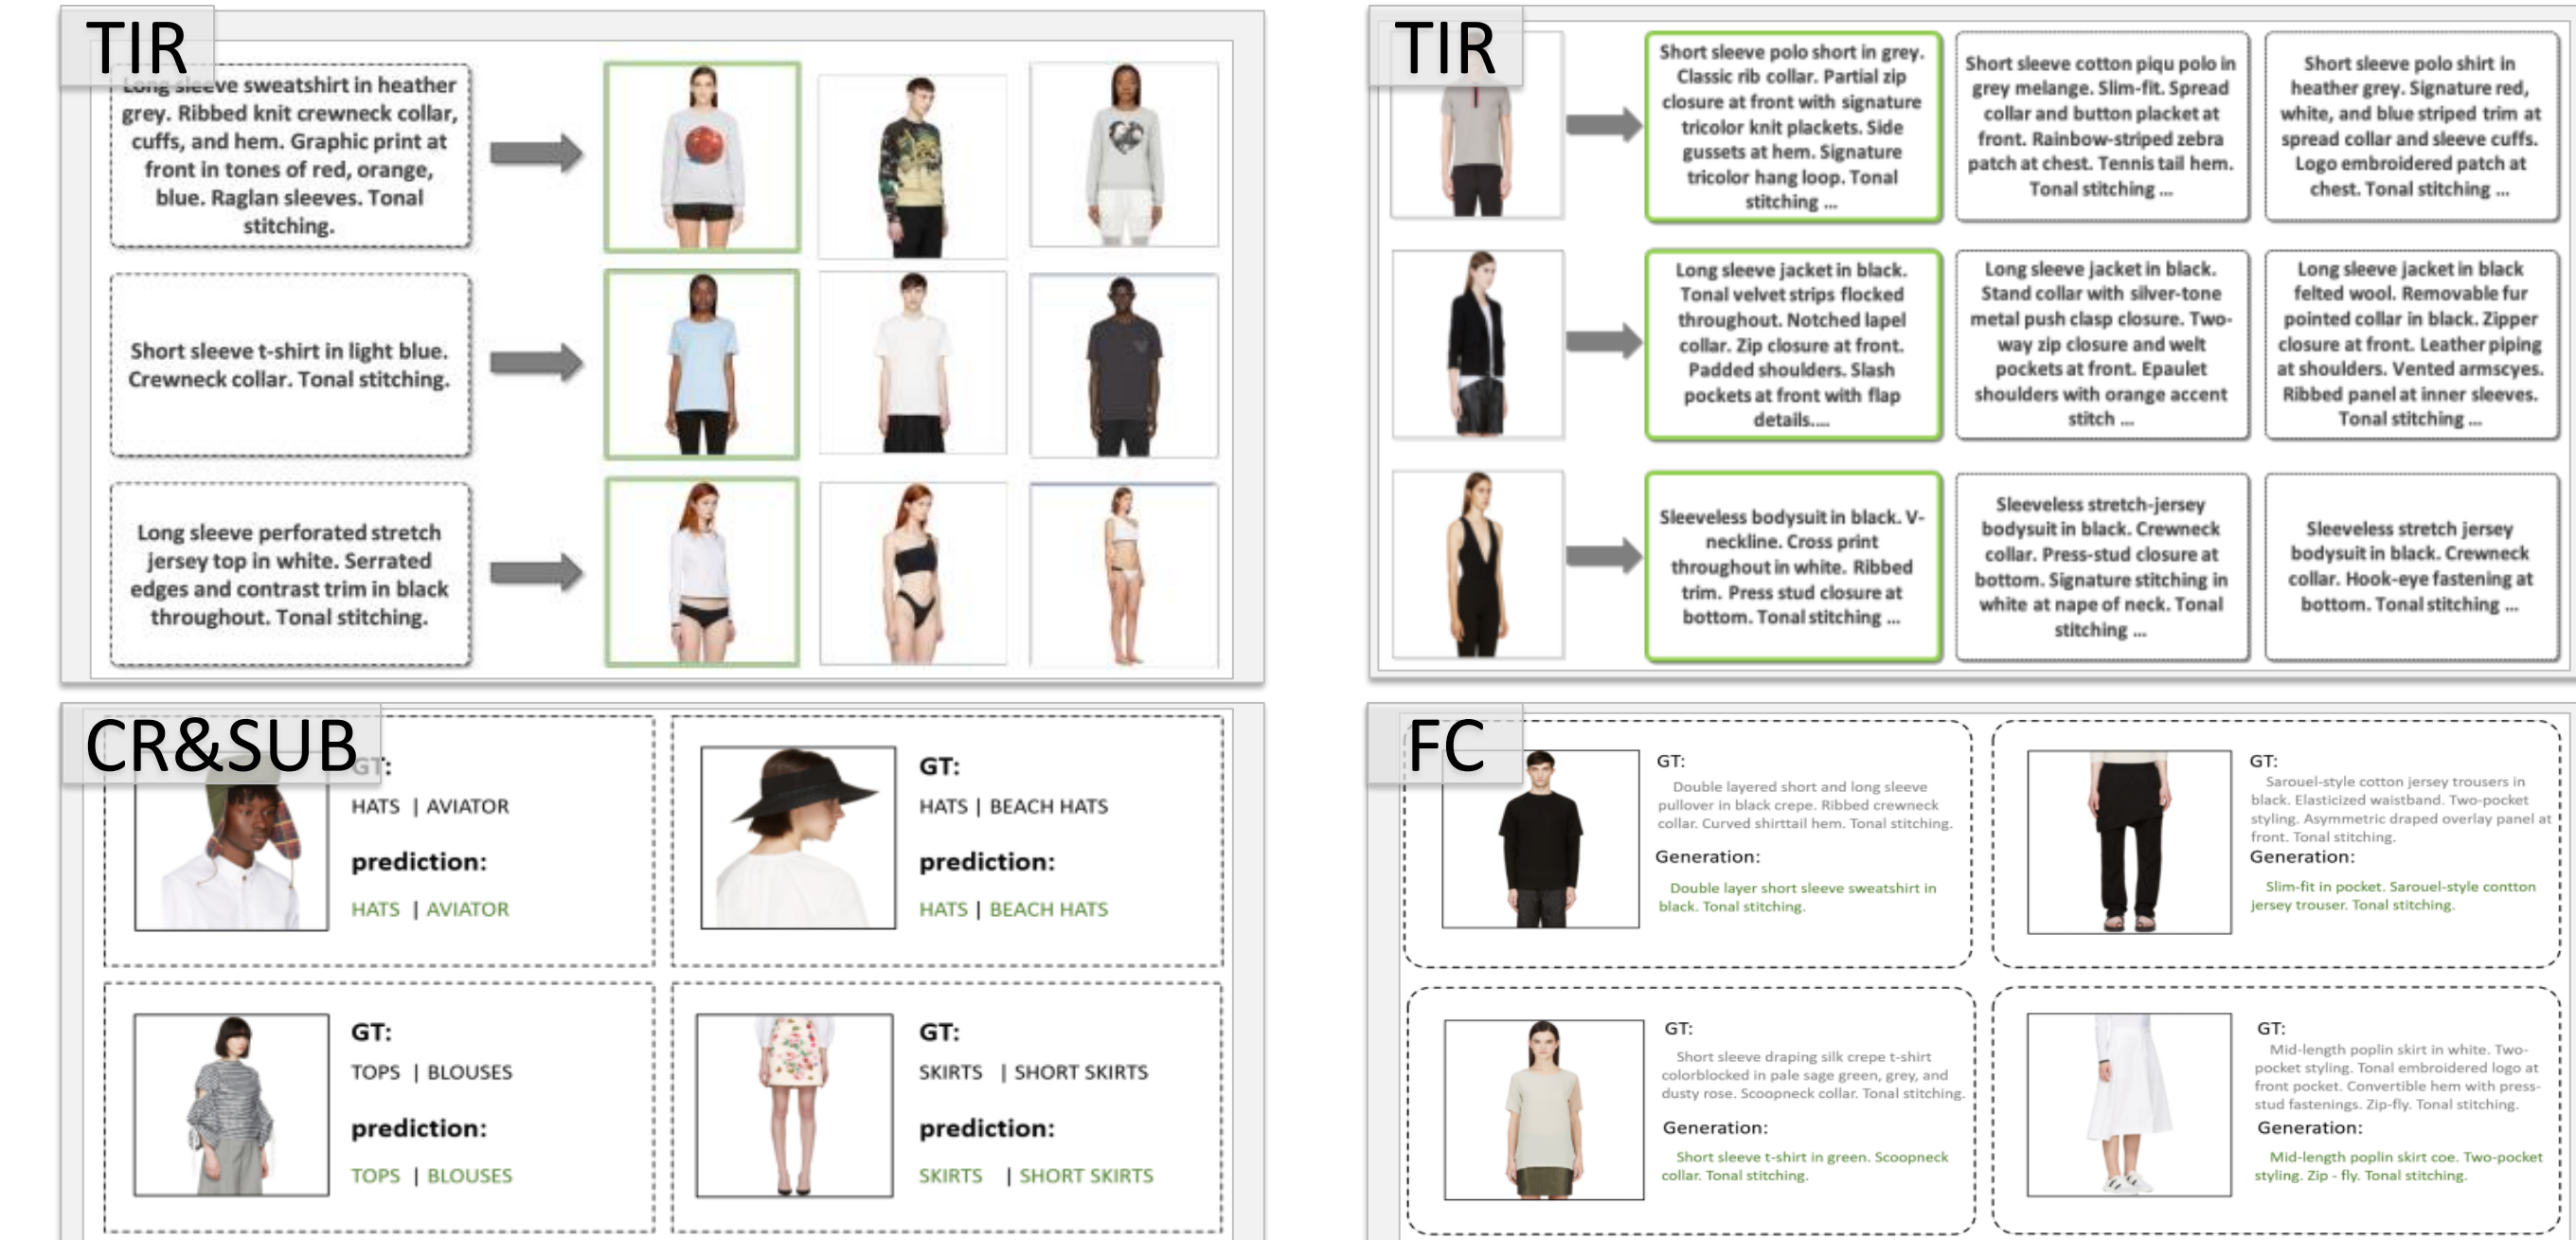 TIR
Long sleeve sweatshirt in heather
grey. Ribbed knit crewneck collar,
cuffs, and hem. Graphic print at
front in tones of red, orange,
blue. Raglan sleeves. Tonal
stitching.
Short sleeve t-shirt in light blue.
Crewneck collar. Tonal stitching.
Long sleeve perforated stretch
jersey top in white. Serrated
edges and contrast trim in black
throughout. Tonal stitching.
TIR
Short sleeve polo short in grey.
Classic rib collar. Partial zip
closure at front with signature
tricolor knit plackets. Side
gussets at hem. Signature
tricolor hang loop. Tonal
stitching ...
Short sleeve cotton piqu polo in
grey melange. Slim-fit. Spread
collar and button placket at
front. Rainbow-striped zebra
patch at chest. Tennis tail hem.
Tonal stitching ...
Short sleeve polo shirt in
heather grey. Signature red,
white, and blue striped trim at
spread collar and sleeve cuffs.
Logo embroidered patch at
chest. Tonal stitching ...
Long sleeve jacket in black.
Tonal velvet strips flocked
throughout. Notched lapel
collar. Zip closure at front.
Padded shoulders. Slash
pockets at front with flap
details....
Long sleeve jacket in black.
Stand collar with silver-tone
metal push clasp closure. Two-
way zip closure and welt
pockets at front. Epaulet
shoulders with orange accent
stitch ...
Long sleeve jacket in black
felted wool. Removable fur
pointed collar in black. Zipper
closure at front. Leather piping
at shoulders. Vented armscyes.
Ribbed panel at inner sleeves.
Tonal stitching ...
Sleeveless bodysuit in black. V-
neckline. Cross print
throughout in white. Ribbed
trim. Press stud closure at
bottom. Tonal stitching ...
Sleeveless stretch-jersey
bodysuit in black. Crewneck
collar. Press-stud closure at
bottom. Signature stitching in
white at nape of neck. Tonal
stitching ...
Sleeveless stretch jersey
bodysuit in black. Crewneck
collar. Hook-eye fastening at
bottom. Tonal stitching ...
CR&SUB
GT:
HATS | AVIATOR
prediction:
HATS | AVIATOR
GT:
HATS | BEACH HATS
prediction:
HATS | BEACH HATS
GT:
TOPS | BLOUSES
prediction:
TOPS | BLOUSES
GT:
SKIRTS | SHORT SKIRTS
prediction:
SKIRTS | SHORT SKIRTS
FC
GT:
Double layered short and long sleeve
pullover in black crepe. Ribbed crewneck
collar. Curved shirttail hem. Tonal stitching.
Generation:
Double layer short sleeve sweatshirt in
black. Tonal stitching.
GT:
Sarouel-style cotton jersey trousers in
black. Elasticized waistband. Two-pocket
styling. Asymmetric draped overlay panel at
front. Tonal stitching.
Generation:
Slim-fit in pocket. Sarouel-style contton
jersey trouser. Tonal stitching.
GT:
Short sleeve draping silk crepe t-shirt
colorblocked in pale sage green, grey, and
dusty rose. Scoopneck collar. Tonal stitching.
Generation:
Short sleeve t-shirt in green. Scoopneck
collar. Tonal stitching.
GT:
Mid-length poplin skirt in white. Two-
pocket styling. Tonal embroidered logo at
front pocket. Convertible hem with press-
stud fastenings. Zip-fly. Tonal stitching.
Generation:
Mid-length poplin skirt coe. Two-pocket
styling. Zip - fly. Tonal stitching.